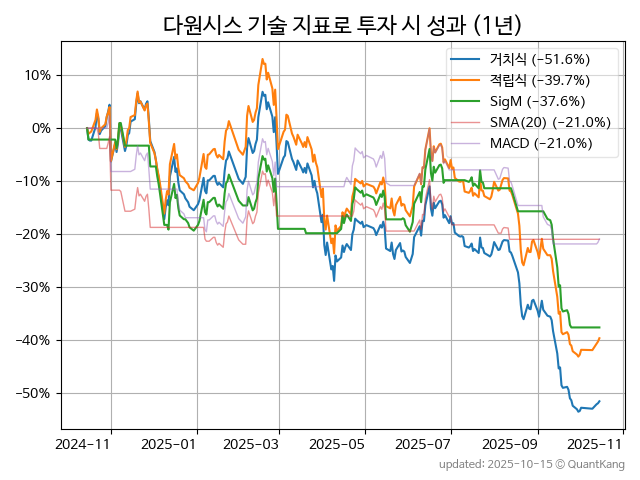 다원시스 기술 지표로 투자 시 성과 (1년)
거치식 (−51.6%)
적립식 (−39.7%)
SigM (−37.6%)
SMA(20) (−21.0%)
MACD (−21.0%)
10%
0%
−10%
−20%
−30%
−40%
−50%
2024-11 2025-01 2025-03 2025-05 2025-07 2025-09 2025-11
updated: 2025-10-15 © QuantKang